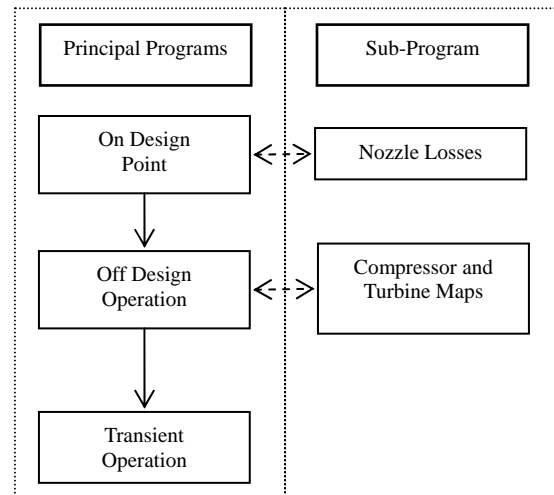 Principal Programs
Sub-Program
On Design
Point
Nozzle Losses
Off Design
Operation
Compressor and
Turbine Maps
Transient
Operation